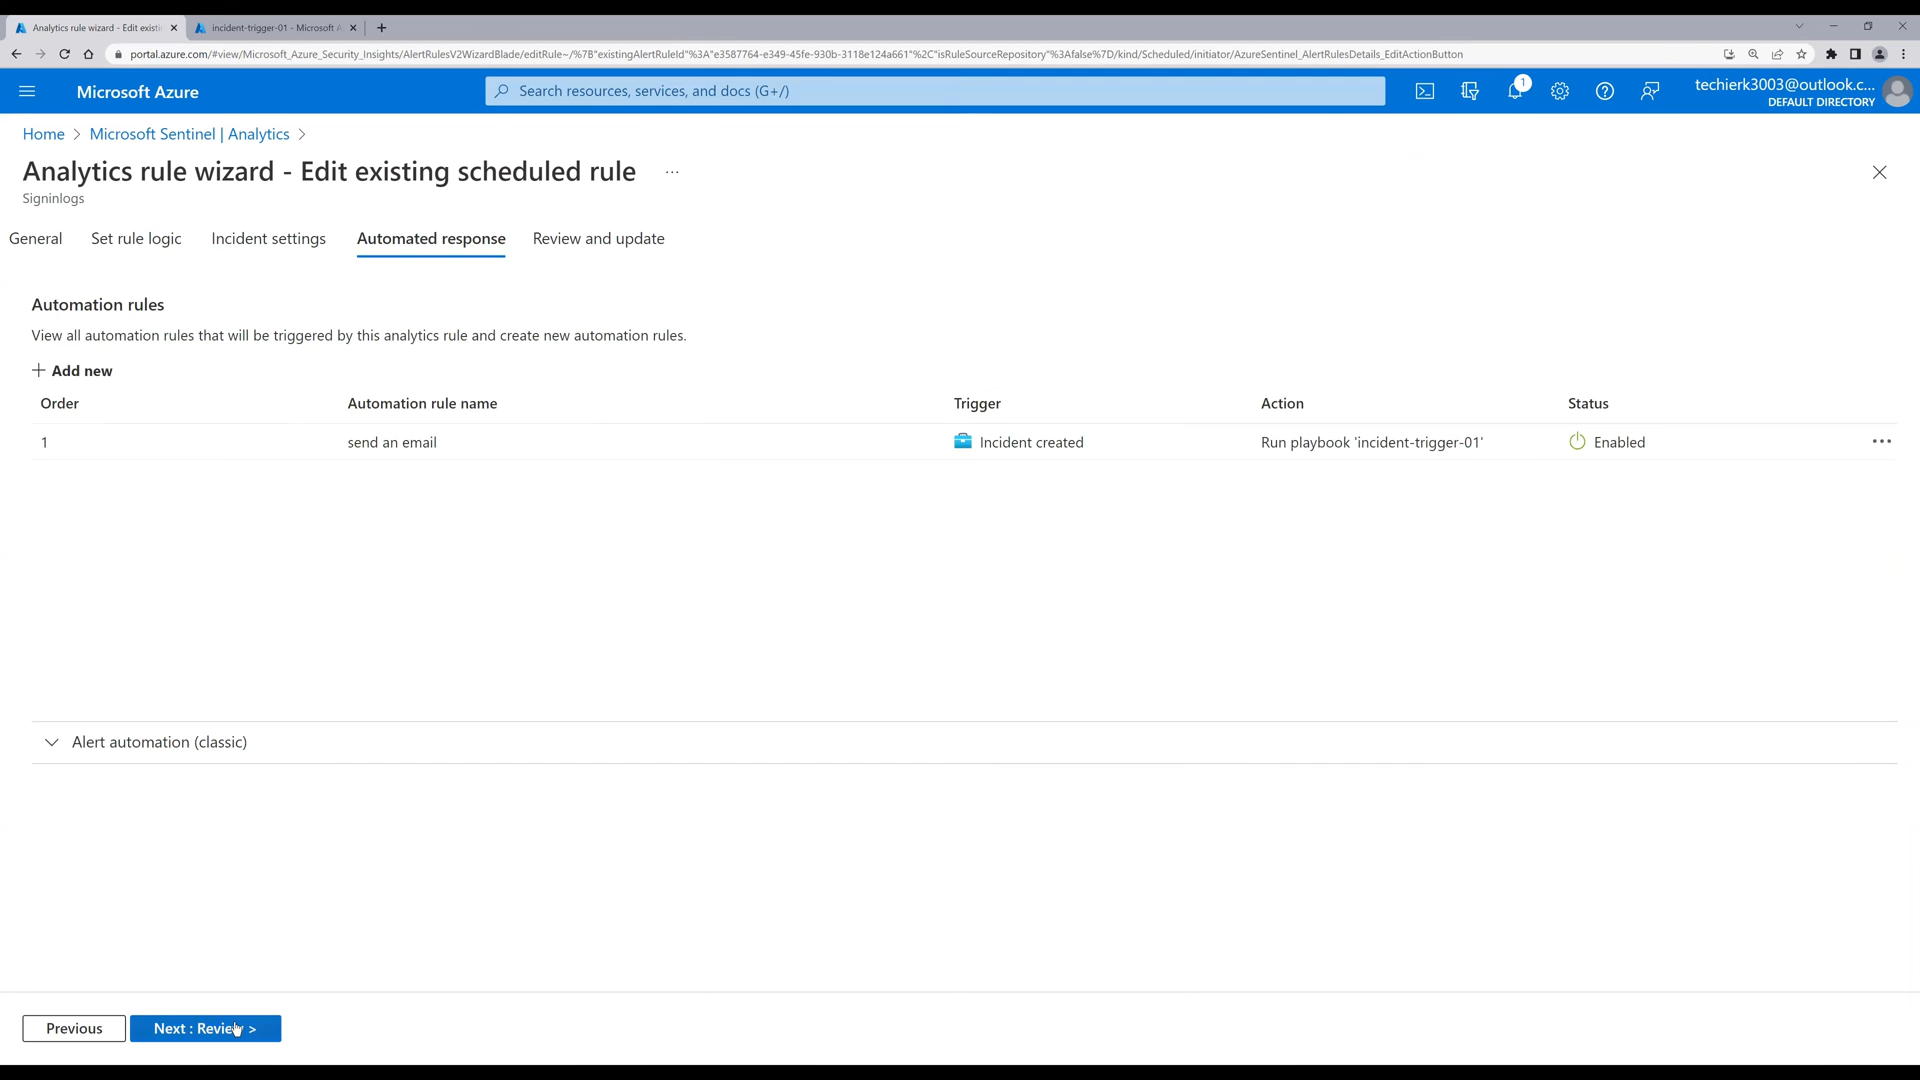 Analytics rule wizard - Edit existi
incident-trigger-01 - Microsoft A
portal.azure.com/#view/Microsoft_Azure_Security_Insights/AlertRulesV2WizardBlade/editRule~/%7B"existingAlertRuleId"%3A"e3587764-e349-45fe-930b-3118e124a661"%2C"isRuleSourceRepository"%3Afalse%7D/kind/Scheduled/initiator/AzureSentinel_AlertRulesDetails_EditActionButton
Microsoft Azure
Search resources, services, and docs (G+/)
1
techierk3003@outlook.c...
DEFAULT DIRECTORY
Home > Microsoft Sentinel | Analytics >
Analytics rule wizard - Edit existing scheduled rule ...
Signinlogs
General Set rule logic Incident settings Automated response Review and update
Automation rules
View all automation rules that will be triggered by this analytics rule and create new automation rules.
+ Add new
Order Automation rule name Trigger Action Status
1 send an email Incident created Run playbook 'incident-trigger-01' Enabled ...
Alert automation (classic)
Previous Next : Review >